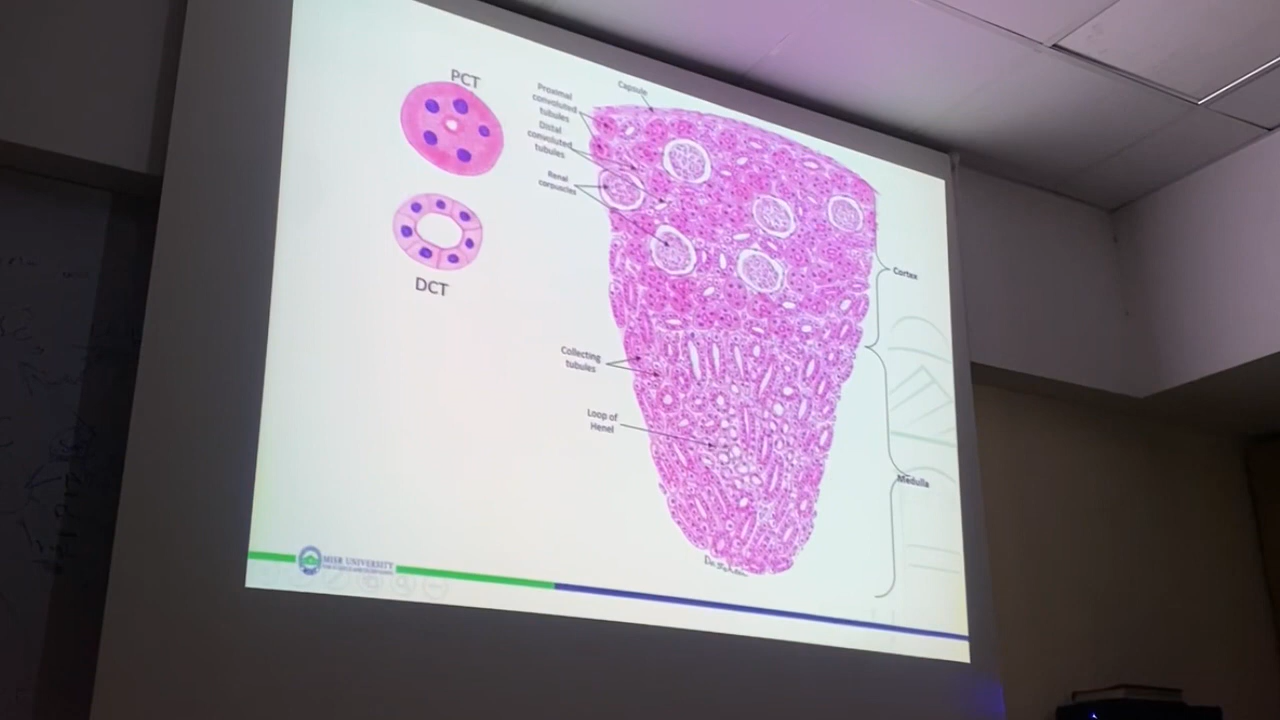 PCT
DCT
Capsule
Proximal
convoluted
tubules
Distal
convoluted
tubules
Renal
corpuscles
Cortex
Collecting
tubules
Loop of
Henel
Medulla
MISR UNIVERSITY